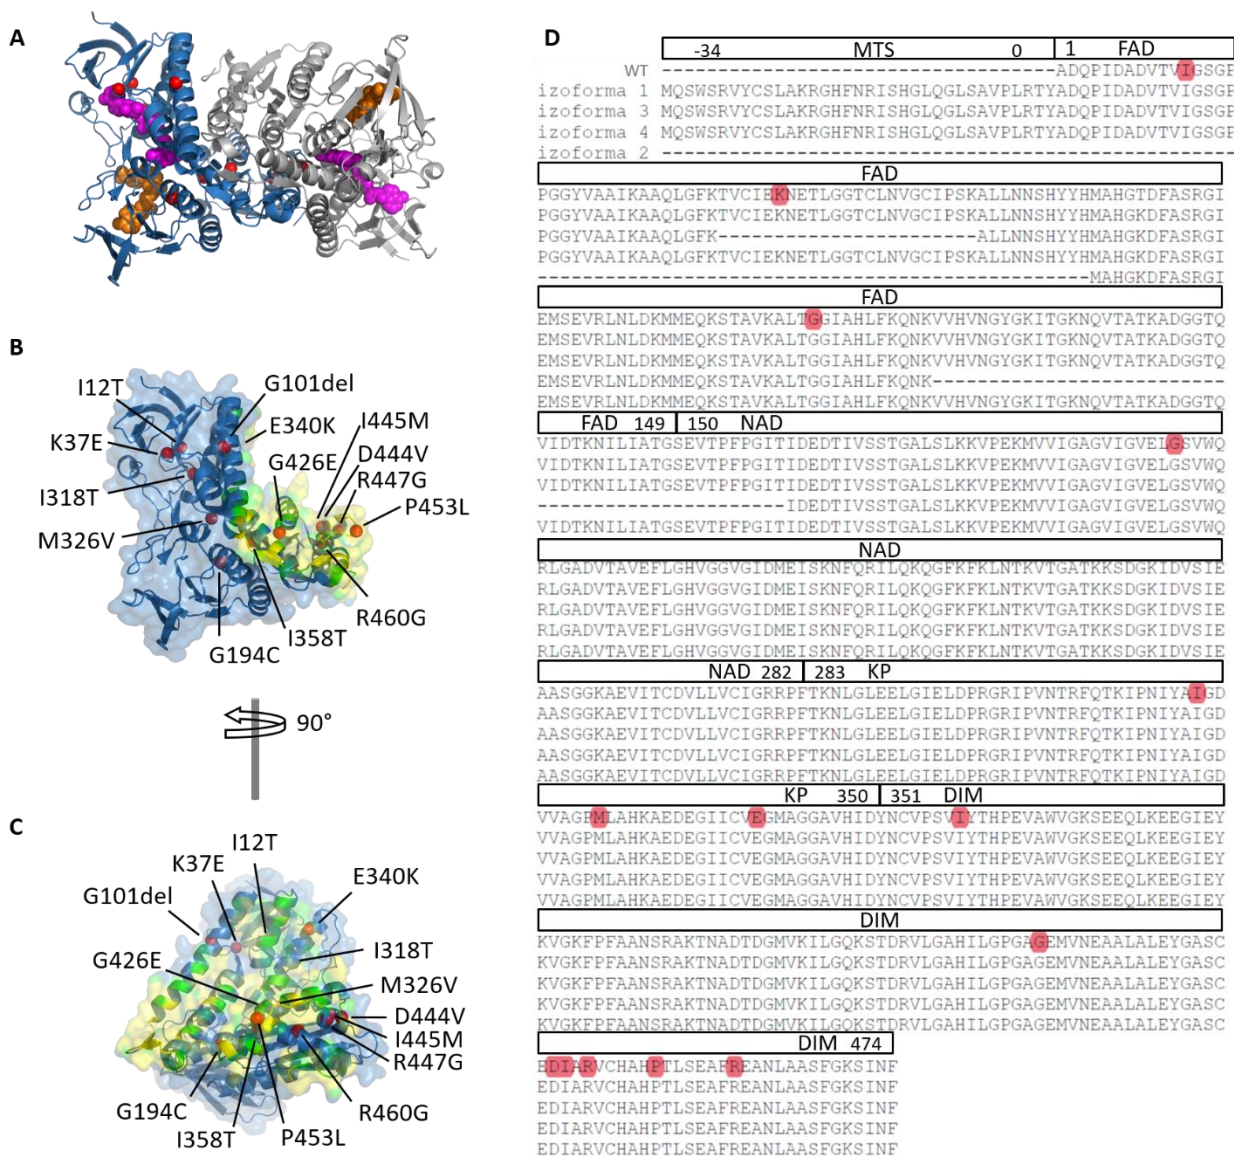 A
B
I12T
G101del
K37E
E340K
I445M
G426E
D444V
I318T
R447G
P453L
M326V
R460G
I358T
G194C
90°
C
I12T
K37E
G101del
E340K
I318T
G426E
M326V
D444V
I445M
R447G
G194C
R460G
I358T
P453L
D
-34 MTS 0 1 FAD
WT -----------------------------------ADQPIDADVTVIGSGP
izoforma 1 MQSWSRVYCSLAKRGHFNRISHGLQGLSAVPLRTYADQPIDADVTVIGSGP
izoforma 3 MQSWSRVYCSLAKRGHFNRISHGLQGLSAVPLRTYADQPIDADVTVIGSGP
izoforma 4 MQSWSRVYCSLAKRGHFNRISHGLQGLSAVPLRTYADQPIDADVTVIGSGP
izoforma 2 ---------------------------------------------------
FAD
PGGYVAAIKAAQLGFKTVCIEKNETLGGTCLNVGCIPSKALLNNSHYYHMAHGTDFASRGI
PGGYVAAIKAAQLGFKTVCIEKNETLGGTCLNVGCIPSKALLNNSHYYHMAHGKDFASRGI
PGGYVAAIKAAQLGFK-----------------------ALLNNSHYYHMAHGKDFASRGI
PGGYVAAIKAAQLGFKTVCIEKNETLGGTCLNVGCIPSKALLNNSHYYHMAHGKDFASRGI
-------------------------------------------------MAHGKDFASRGI
FAD
EMSEVRLNLDKMMEQKSTAVKALTGGIAHLFKQNKVVHVNGYGKITGKNQVTATKADGGTQ
EMSEVRLNLDKMMEQKSTAVKALTGGIAHLFKQNKVVHVNGYGKITGKNQVTATKADGGTQ
EMSEVRLNLDKMMEQKSTAVKALTGGIAHLFKQNKVVHVNGYGKITGKNQVTATKADGGTQ
EMSEVRLNLDKMMEQKSTAVKALTGGIAHLFKQNK--------------------------
EMSEVRLNLDKMMEQKSTAVKALTGGIAHLFKQNKVVHVNGYGKITGKNQVTATKADGGTQ
FAD 149 150 NAD
VIDTKNILIATGSEVTPFPGITIDEDTIVSSTGALSLKKVPEKMVVIGAGVIGVELGSVWQ
VIDTKNILIATGSEVTPFPGITIDEDTIVSSTGALSLKKVPEKMVVIGAGVIGVELGSVWQ
VIDTKNILIATGSEVTPFPGITIDEDTIVSSTGALSLKKVPEKMVVIGAGVIGVELGSVWQ
----------------------IDEDTIVSSTGALSLKKVPEKMVVIGAGVIGVELGSVWQ
VIDTKNILIATGSEVTPFPGITIDEDTIVSSTGALSLKKVPEKMVVIGAGVIGVELGSVWQ
NAD
RLGADVTAVEFLGHVGGVGIDMEISKNFQRILQKQGFKFKLNTKVTGATKKSDGKIDVSIE
RLGADVTAVEFLGHVGGVGIDMEISKNFQRILQKQGFKFKLNTKVTGATKKSDGKIDVSIE
RLGADVTAVEFLGHVGGVGIDMEISKNFQRILQKQGFKFKLNTKVTGATKKSDGKIDVSIE
RLGADVTAVEFLGHVGGVGIDMEISKNFQRILQKQGFKFKLNTKVTGATKKSDGKIDVSIE
RLGADVTAVEFLGHVGGVGIDMEISKNFQRILQKQGFKFKLNTKVTGATKKSDGKIDVSIE
NAD 282 283 KP
AASGGKAEVITCDVLLVCIGRRPFTKNLGLEELGIELDPRGRIPVNTRFQTKIPNIYAIGD
AASGGKAEVITCDVLLVCIGRRPFTKNLGLEELGIELDPRGRIPVNTRFQTKIPNIYAIGD
AASGGKAEVITCDVLLVCIGRRPFTKNLGLEELGIELDPRGRIPVNTRFQTKIPNIYAIGD
AASGGKAEVITCDVLLVCIGRRPFTKNLGLEELGIELDPRGRIPVNTRFQTKIPNIYAIGD
AASGGKAEVITCDVLLVCIGRRPFTKNLGLEELGIELDPRGRIPVNTRFQTKIPNIYAIGD
KP 350 351 DIM
VVAGPMLAHKAEDEGIICVEGMAGGAVHIDYNCVPSVIYTHPEVAWVGKSEEQLKEEGIEY
VVAGPMLAHKAEDEGIICVEGMAGGAVHIDYNCVPSVIYTHPEVAWVGKSEEQLKEEGIEY
VVAGPMLAHKAEDEGIICVEGMAGGAVHIDYNCVPSVIYTHPEVAWVGKSEEQLKEEGIEY
VVAGPMLAHKAEDEGIICVEGMAGGAVHIDYNCVPSVIYTHPEVAWVGKSEEQLKEEGIEY
VVAGPMLAHKAEDEGIICVEGMAGGAVHIDYNCVPSVIYTHPEVAWVGKSEEQLKEEGIEY
DIM
KVGKFPFAANSRAKTNADTDGMVKILGQKSTDRVLGAHILGPGAGEMVNEAALALEYGASC
KVGKFPFAANSRAKTNADTDGMVKILGQKSTDRVLGAHILGPGAGEMVNEAALALEYGASC
KVGKFPFAANSRAKTNADTDGMVKILGQKSTDRVLGAHILGPGAGEMVNEAALALEYGASC
KVGKFPFAANSRAKTNADTDGMVKILGQKSTDRVLGAHILGPGAGEMVNEAALALEYGASC
KVGKFPFAANSRAKTNADTDGMVKILGQKSTDRVLGAHILGPGAGEMVNEAALALEYGASC
DIM 474
EDIARVCHAHPTLSEAFREANLAASFGKSINF
EDIARVCHAHPTLSEAFREANLAASFGKSINF
EDIARVCHAHPTLSEAFREANLAASFGKSINF
EDIARVCHAHPTLSEAFREANLAASFGKSINF
EDIARVCHAHPTLSEAFREANLAASFGKSINF